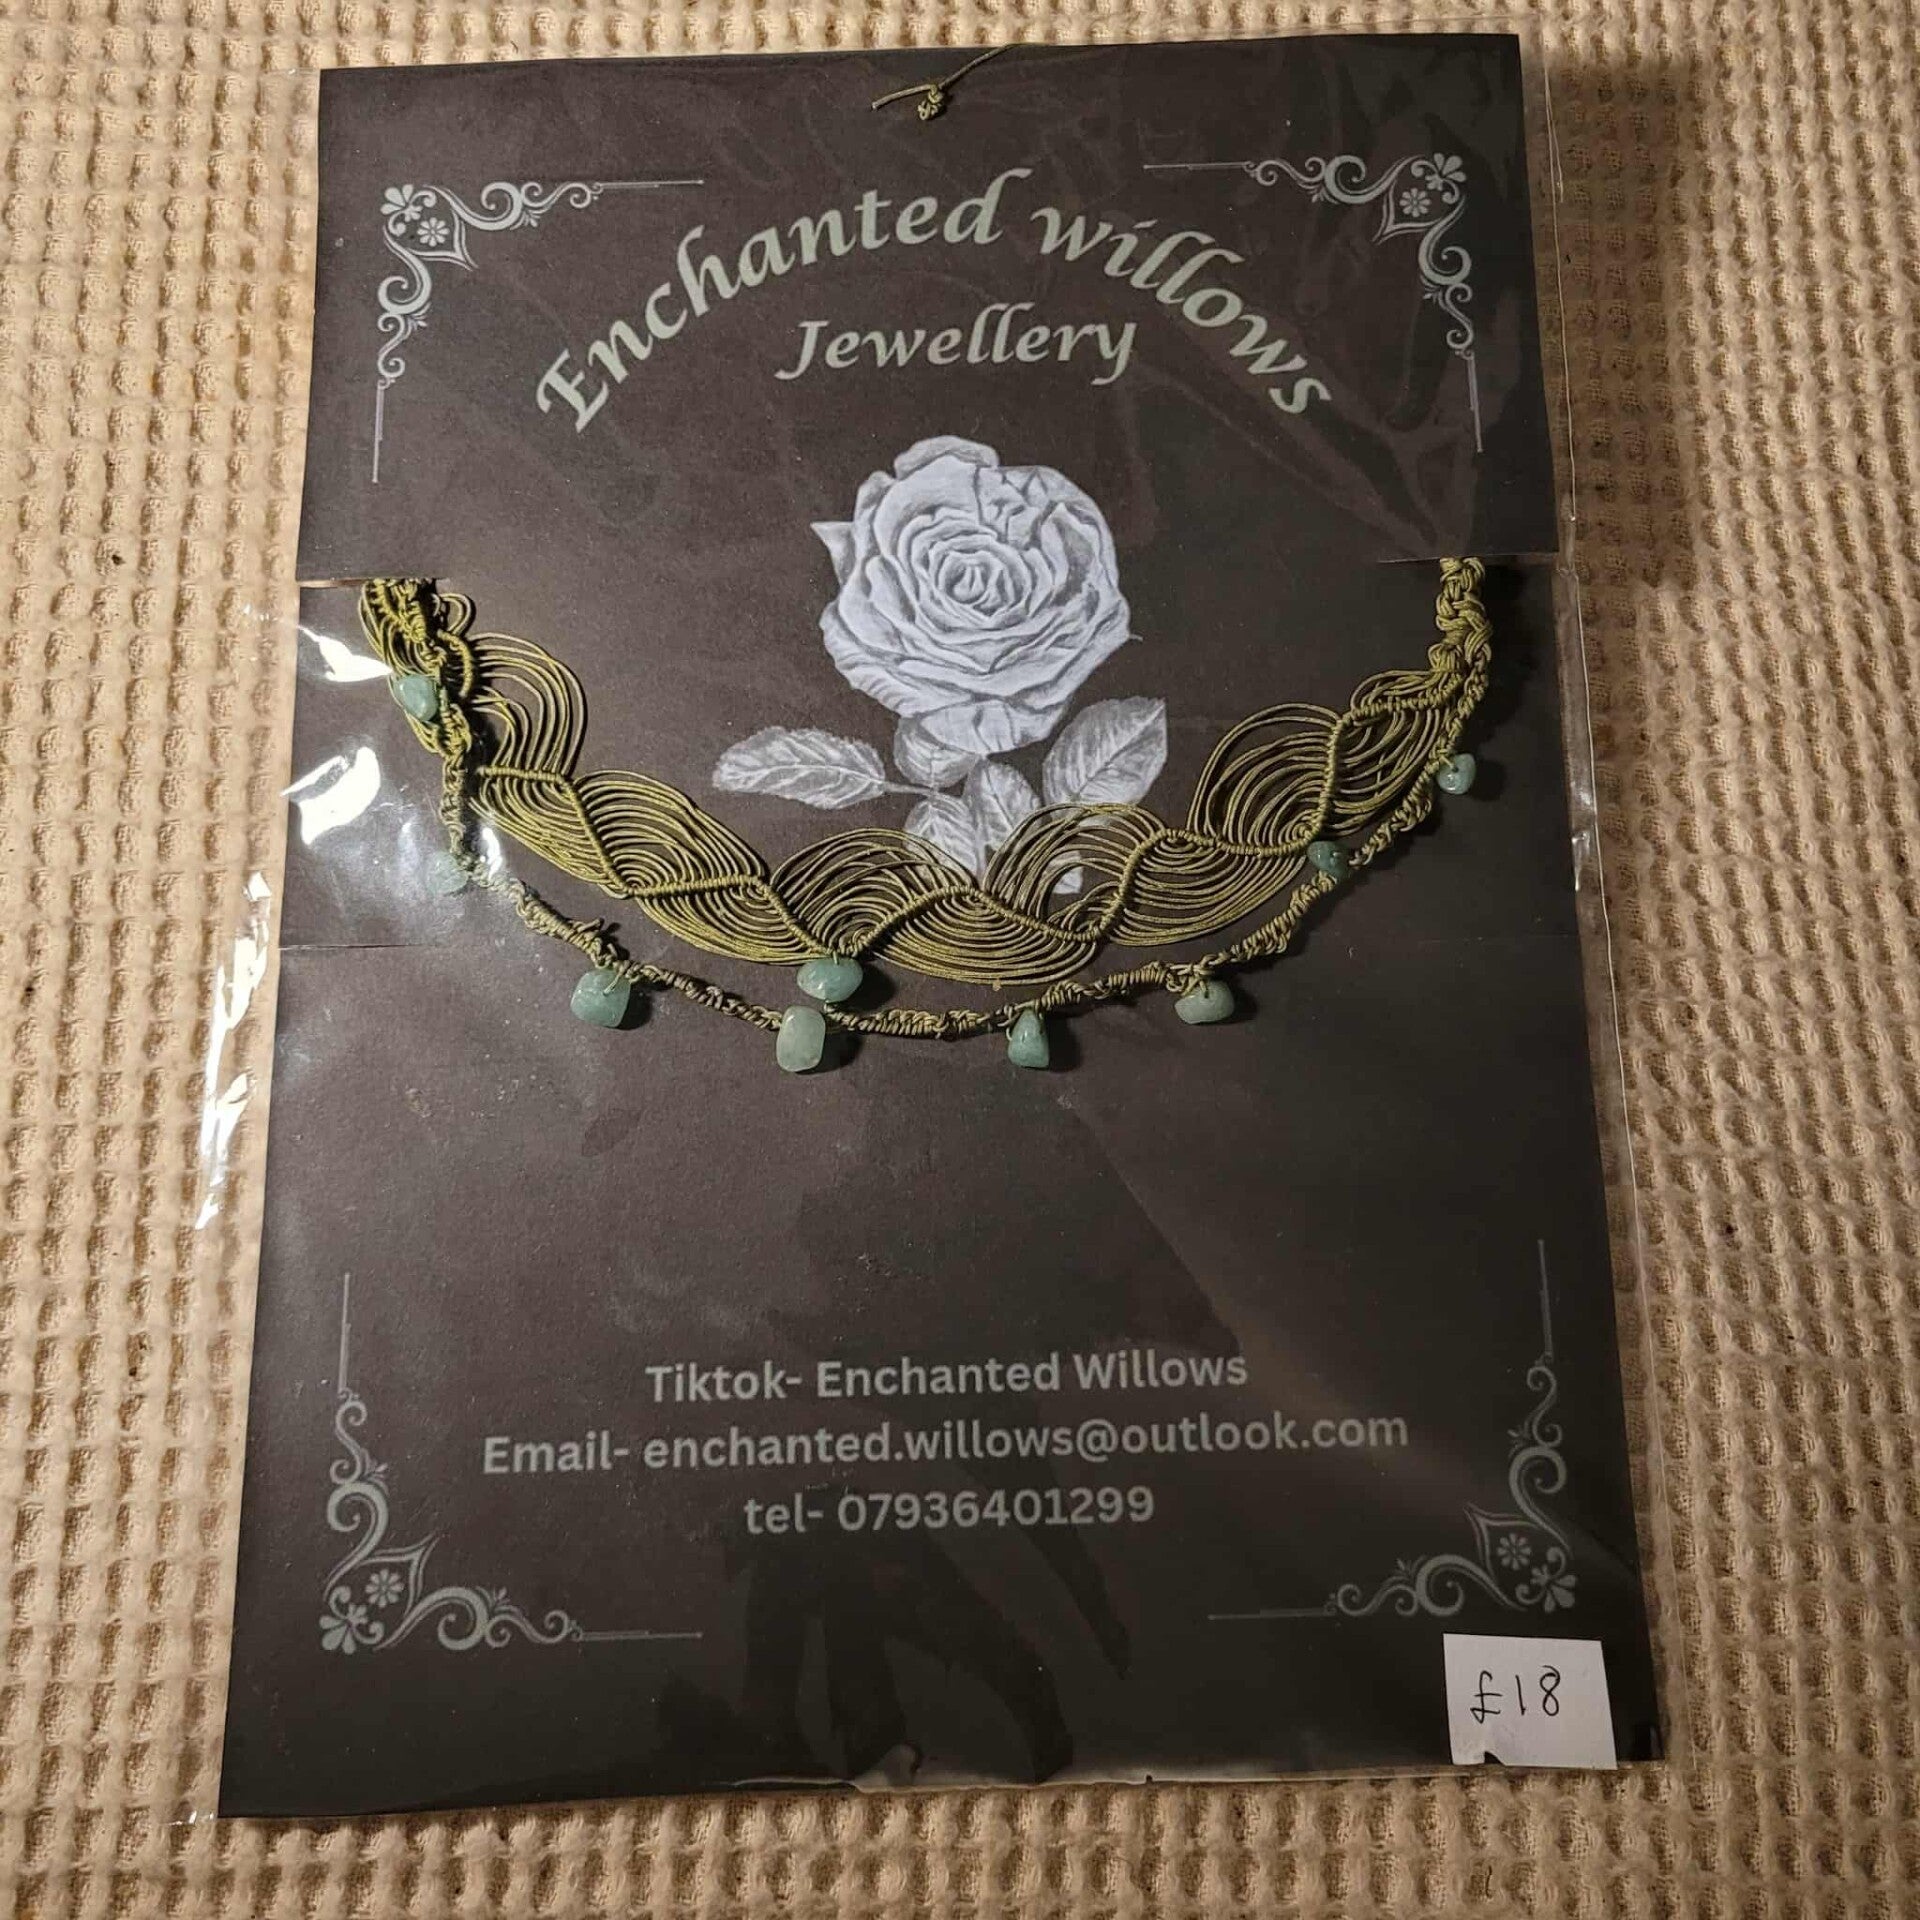 Enchanted willows
Jewellery
Tiktok- Enchanted Willows
Email- enchanted.willows@outlook.com
tel- 07936401299
£18